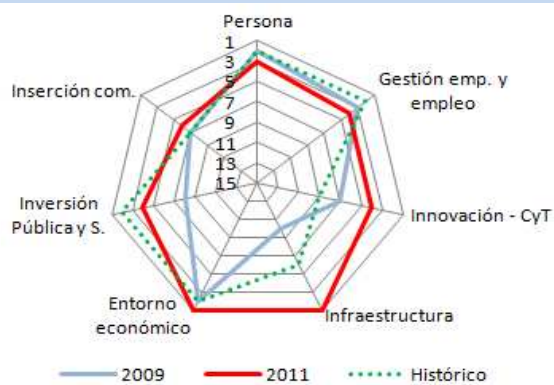 Persona
1
3
5
7
9
11
13
15
Gestión emp. y
empleo
Innovación - CyT
Infraestructura
Entorno
económico
Inversión
Pública y S.
Inserción com.
2009
2011
Histórico